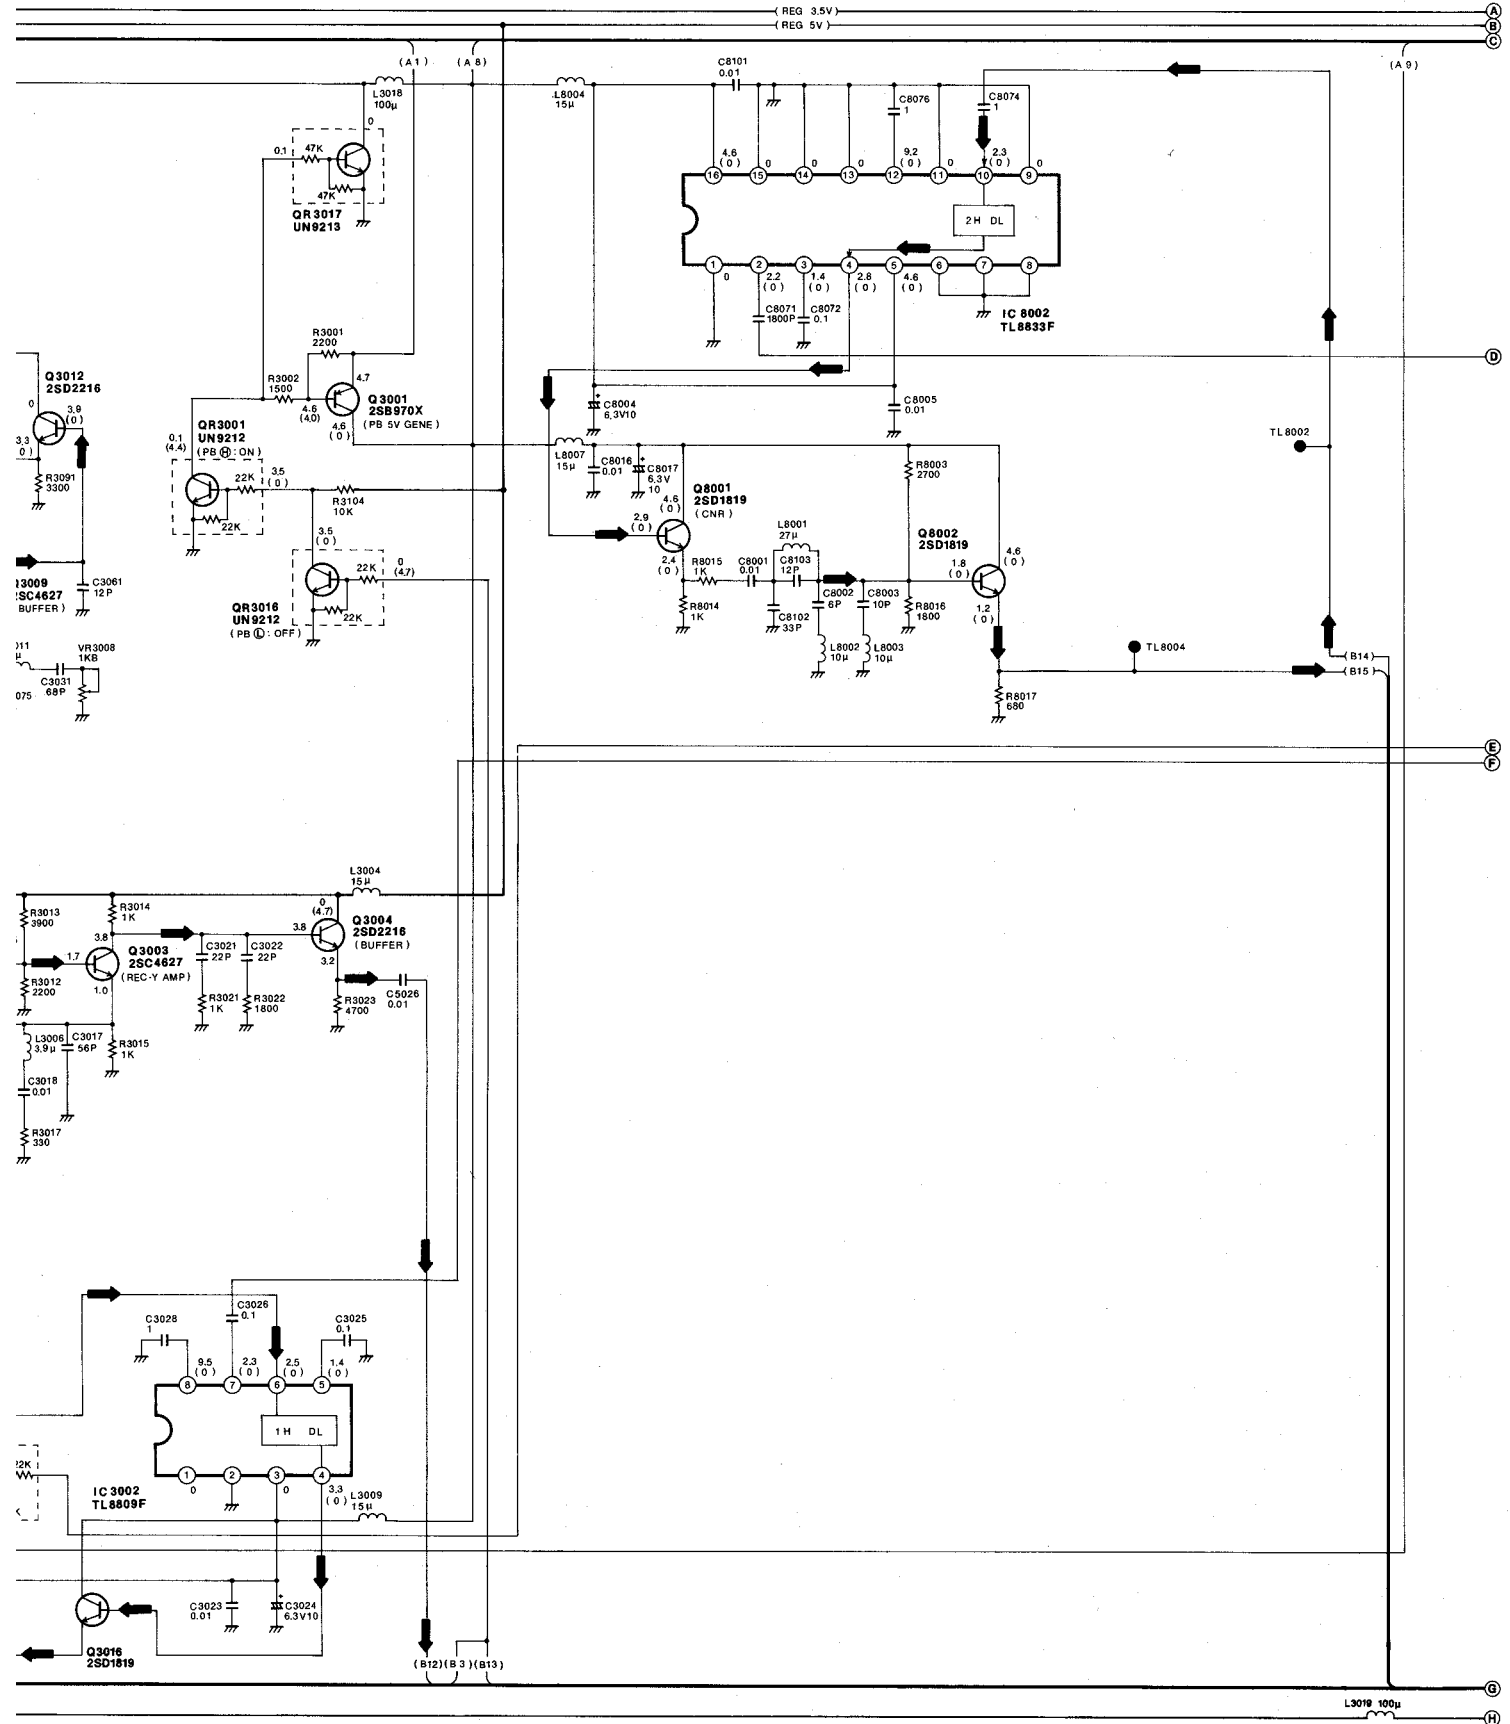 ( REG 3.5V )
A
( REG 5V )
B
C
( A 1 )
( A 8 )
( A 9 )
L3018
100μ
L8004
15μ
C8101
0.01
C8076
1
C8074
1
0
0.1
47K
47K
QR3017
UN9213
4.6
( 0 )
0
0
0
9.2
( 0 )
0
2.3
( 0 )
0
16
15
14
13
12
11
10
9
2H DL
1
2
3
4
5
6
7
8
0
2.2
( 0 )
1.4
( 0 )
2.8
( 0 )
4.6
( 0 )
C8071
1800P
C8072
0.1
IC 8002
TL8833F
D
R3001
2200
R3002
1500
4.7
4.6
(4.0)
Q3001
2SB970X
( PB 5V GENE )
4.6
( 0 )
Q3012
2SD2216
0
3.9
( 0 )
3.3
0 )
R3091
3300
0.1
(4.4)
QR3001
UN9212
( PB H : ON )
22K
22K
3.5
( 0 )
R3104
10K
3.5
( 0 )
0
(4.7)
22K
22K
QR3016
UN9212
( PB L : OFF )
C8004
6.3V10
C8005
0.01
L8007
15μ
C8016
0.01
C8017
6.3V
10
Q8001
2SD1819
( CNR )
4.6
( 0 )
2.9
( 0 )
2.4
( 0 )
R8015
1K
R8014
1K
C8001
0.01
L8001
27μ
C8103
12P
C8102
33P
C8002
6P
C8003
10P
L8002
10μ
L8003
10μ
R8003
2700
R8016
1800
Q8002
2SD1819
4.6
( 0 )
1.8
( 0 )
1.2
( 0 )
R8017
680
TL8002
TL8004
( B14 )
( B15 )
3009
SC4627
BUFFER )
C3061
12P
011
μ
VR3008
1KB
C3031
68P
075
E
F
L3004
15μ
R3013
3900
R3014
1K
3.8
1.7
1.0
Q3003
2SC4627
( REC-Y AMP )
R3012
2200
C3021
22P
C3022
22P
R3021
1K
R3022
1800
3.8
0
(4.7)
Q3004
2SD2216
( BUFFER )
3.2
R3023
4700
C5026
0.01
L3006
3.9μ
C3017
56P
R3015
1K
C3018
0.01
R3017
330
C3028
1
C3026
0.1
C3025
0.1
9.5
( 0 )
2.3
( 0 )
2.5
( 0 )
1.4
( 0 )
8
7
6
5
1H DL
1
2
3
4
0
0
3.3
( 0 )
IC 3002
TL8809F
L3009
15μ
22K
K
C3023
0.01
C3024
6.3V10
Q3016
2SD1819
( B12 )( B 3 )( B13 )
G
L3019 100μ
H